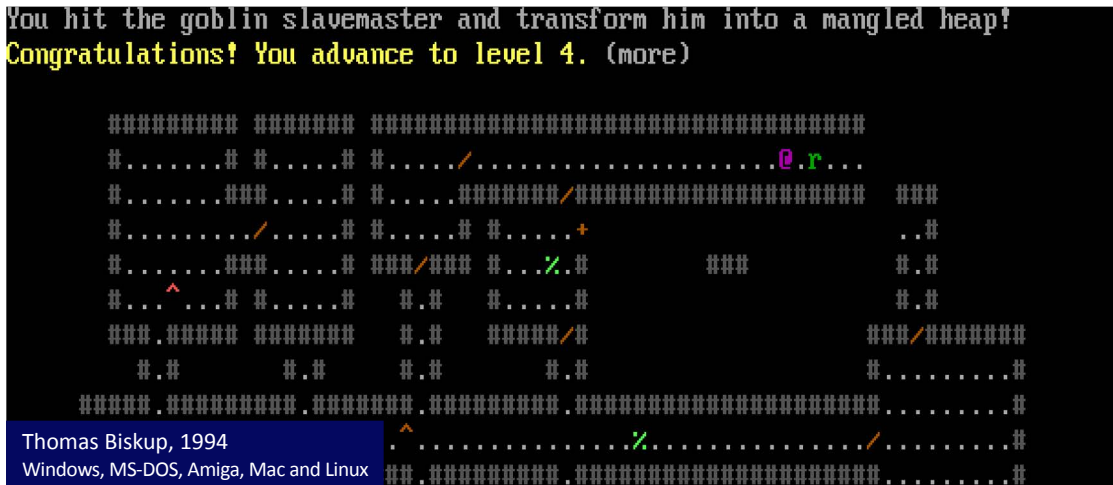 You hit the goblin slavemaster and transform him into a mangled heap!
Congratulations! You advance to level 4. (more)
######### ####### ##################################
#.......# #.....# #...../.....................@.r...
#.......###.....# #.....#######/#################### ###
#........./.....# #.....# #.....+ ..#
#.......###.....# ###/### #...%.# ### #.#
#...^...# #.....# #.# #.....# #.#
###.##### ####### #.# #####/# ###/#######
#.# #.# #.# #.# #.........#
#####.#########.#######.#########.#####################.........#
.^...............%.............../.........#
##.#########.#####################.........#
Thomas Biskup, 1994
Windows, MS-DOS, Amiga, Mac and Linux